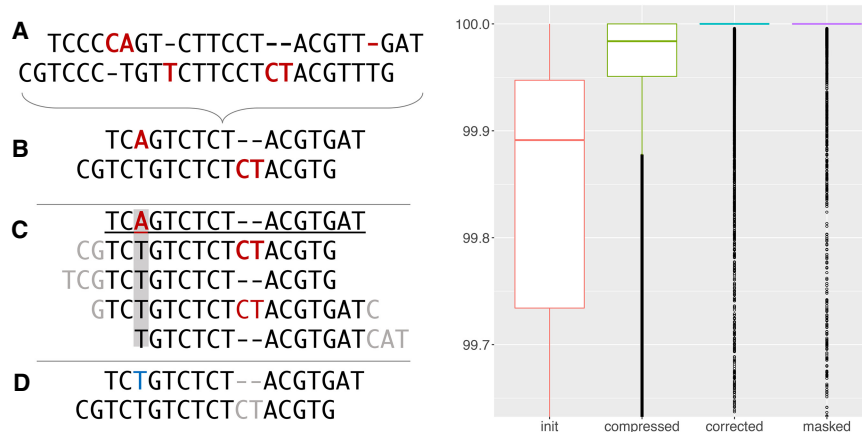 A
TCCCCAGT-CTTCCT--ACGTT-GAT
CGTCCC-TGTTCTTCCTCTACGTTTG
B
TCAGTCTCT--ACGTGAT
CGTCTGTCTCTCTACGTG
C
TCAGTCTCT--ACGTGAT
CGTCTGTCTCTCTACGTG
TCGTCTGTCTCT--ACGTG
GTCTGTCTCTCTACGTGATC
TGTCTCT--ACGTGATCAT
D
TCTGTCTCT--ACGTGAT
CGTCTGTCTCTCTACGTG
100.0
99.9
99.8
99.7
init compressed corrected masked